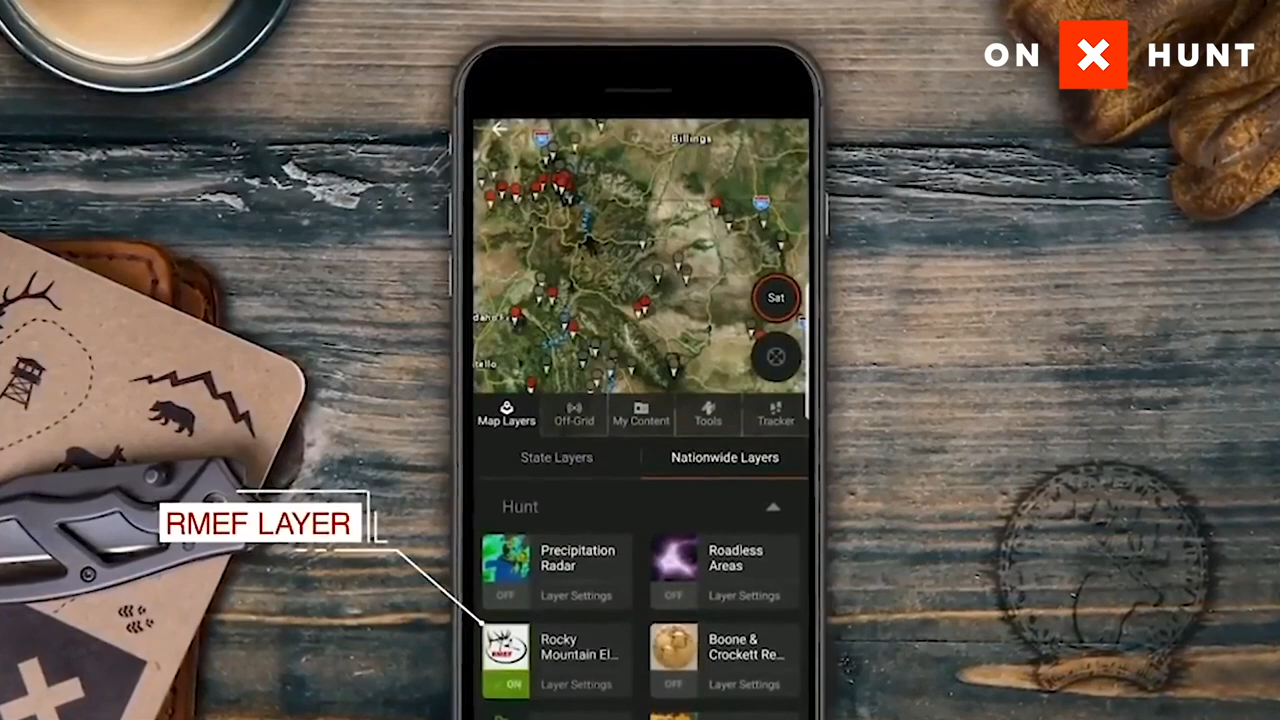 ON X HUNT
Billings
Sat
Map Layers
Off-Grid
My Content
Tools
Tracker
State Layers
Nationwide Layers
Hunt
Precipitation
Radar
OFF
Layer Settings
Roadless
Areas
OFF
Layer Settings
RMEF LAYER
Rocky
Mountain El...
ON
Layer Settings
Boone &
Crockett Re...
OFF
Layer Settings